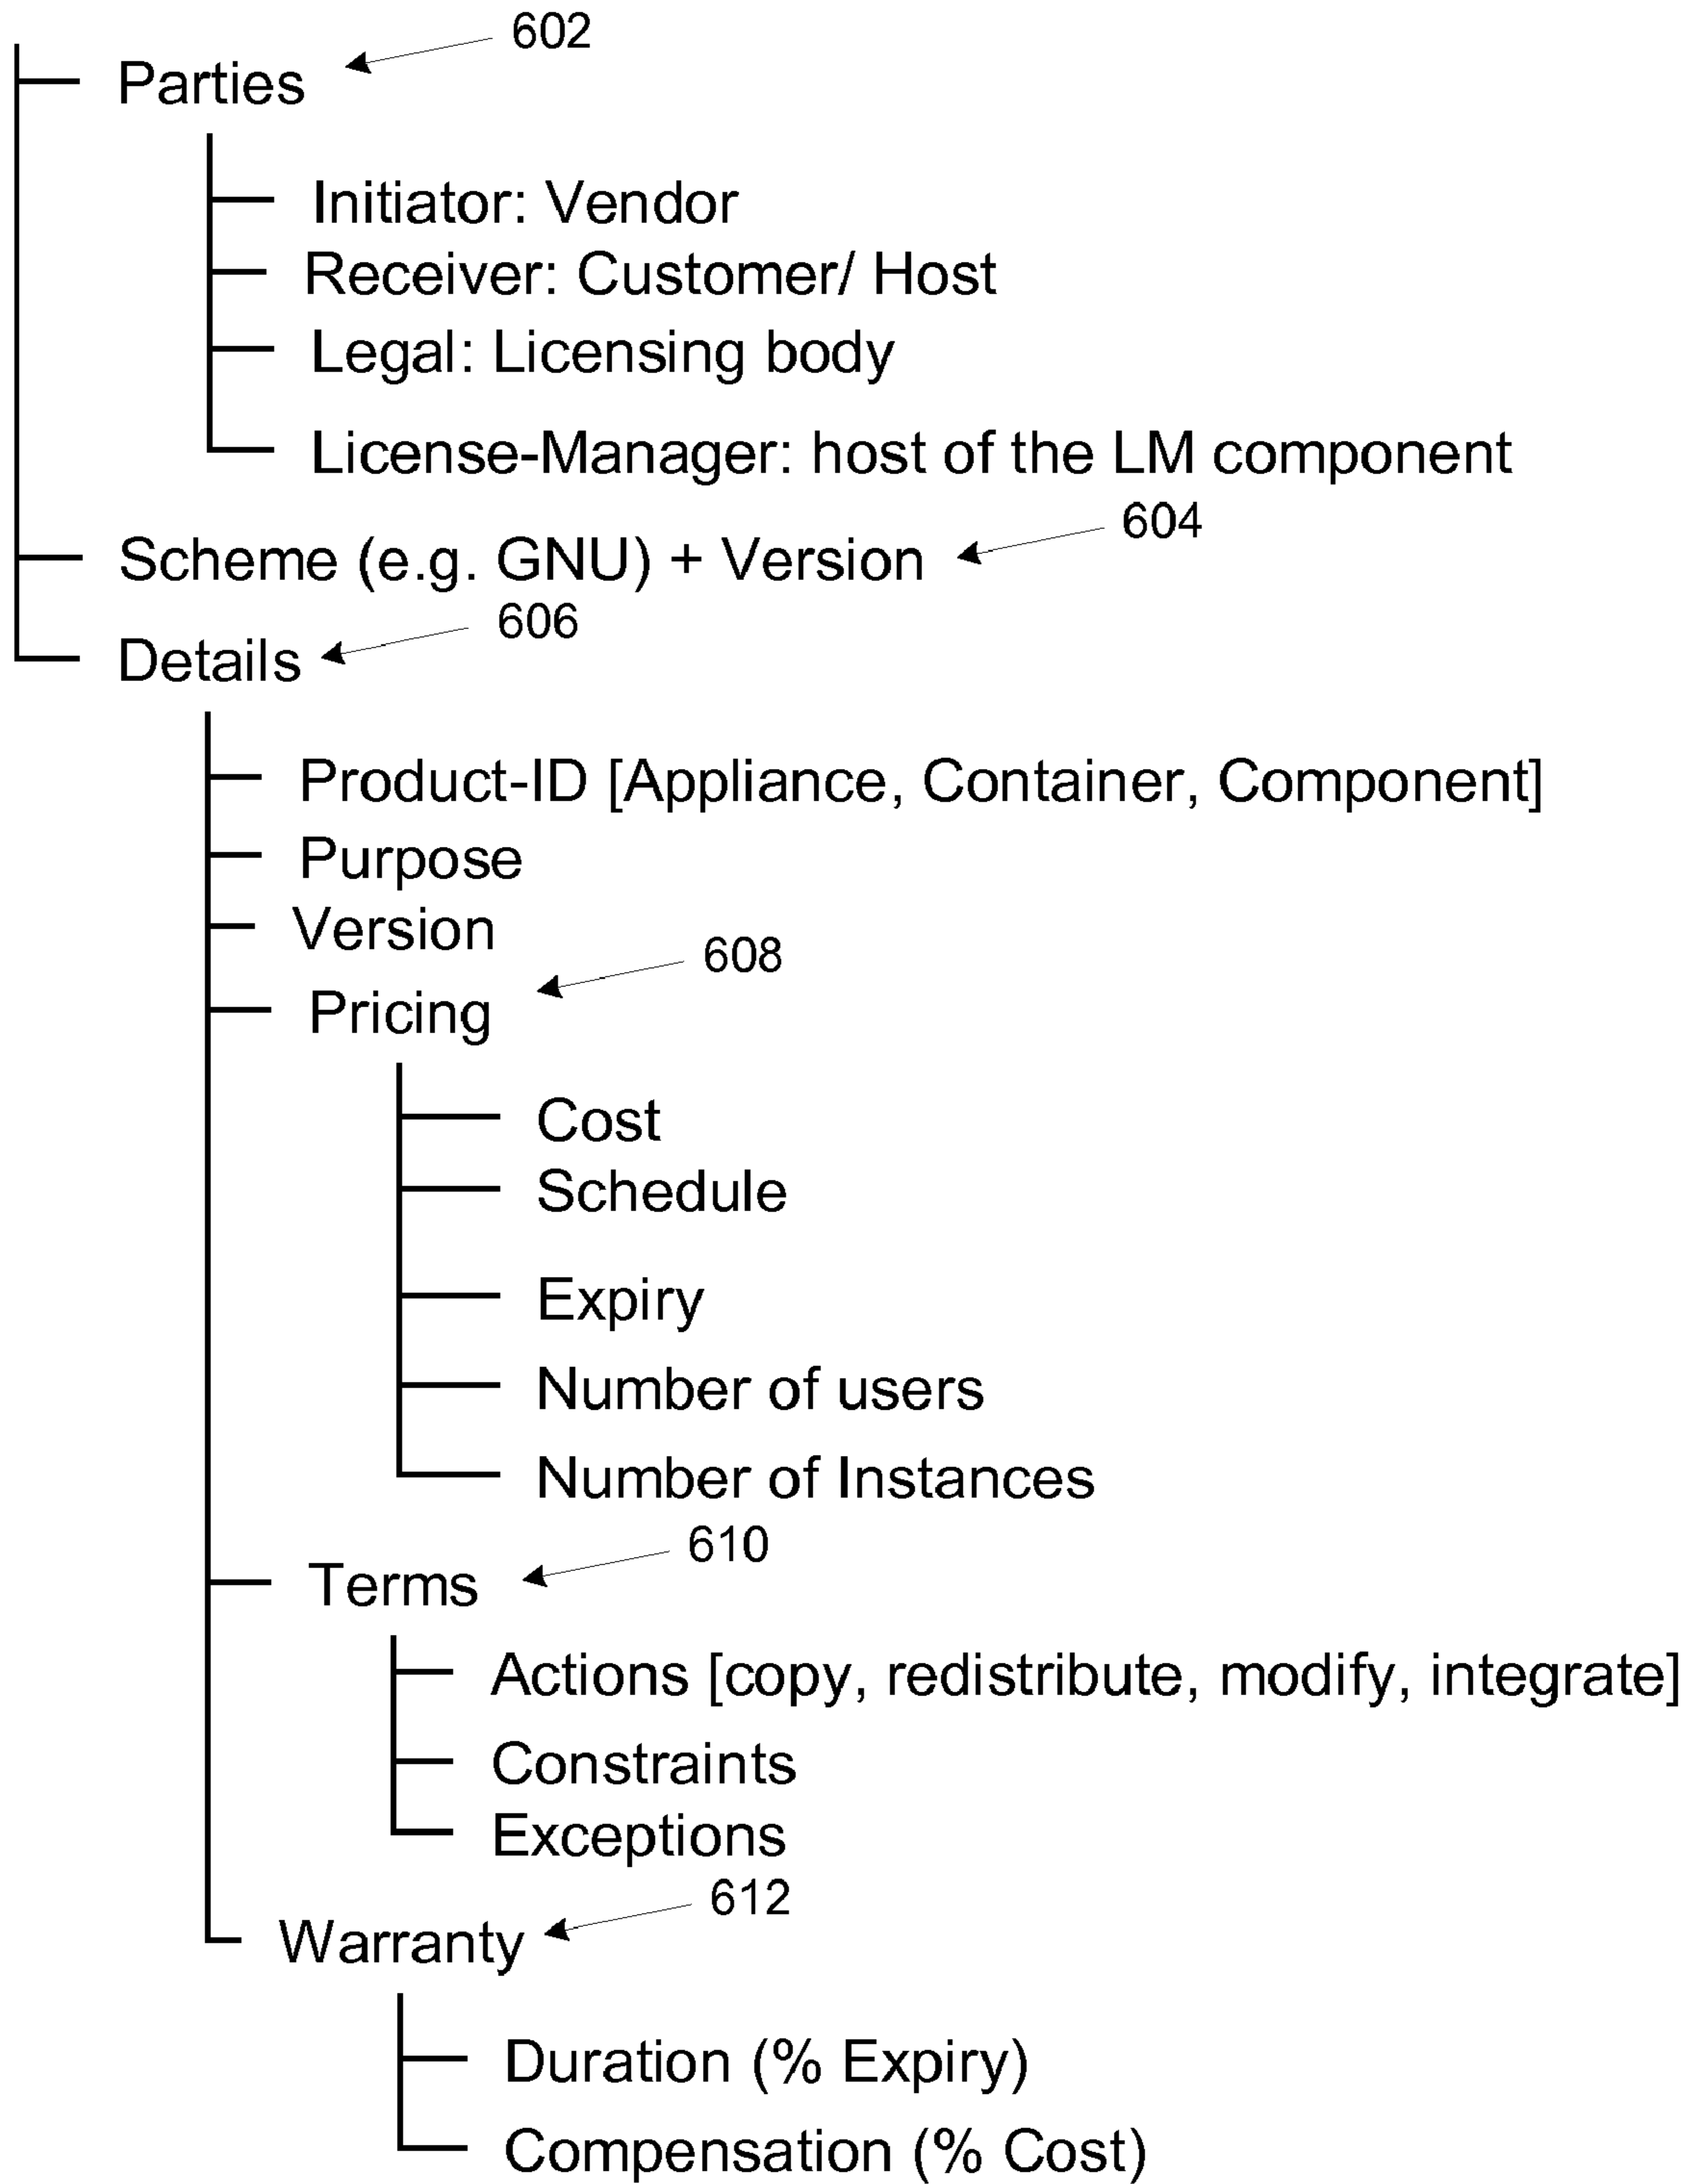 602
Parties
Initiator: Vendor
Receiver: Customer/ Host
Legal: Licensing body
License-Manager: host of the LM component
604
Scheme (e.g. GNU) + Version
606
Details
Product-ID [Appliance, Container, Component]
Purpose
Version
608
Pricing
Cost
Schedule
Expiry
Number of users
Number of Instances
610
Terms
Actions [copy, redistribute, modify, integrate]
Constraints
Exceptions
612
Warranty
Duration (% Expiry)
Compensation (% Cost)